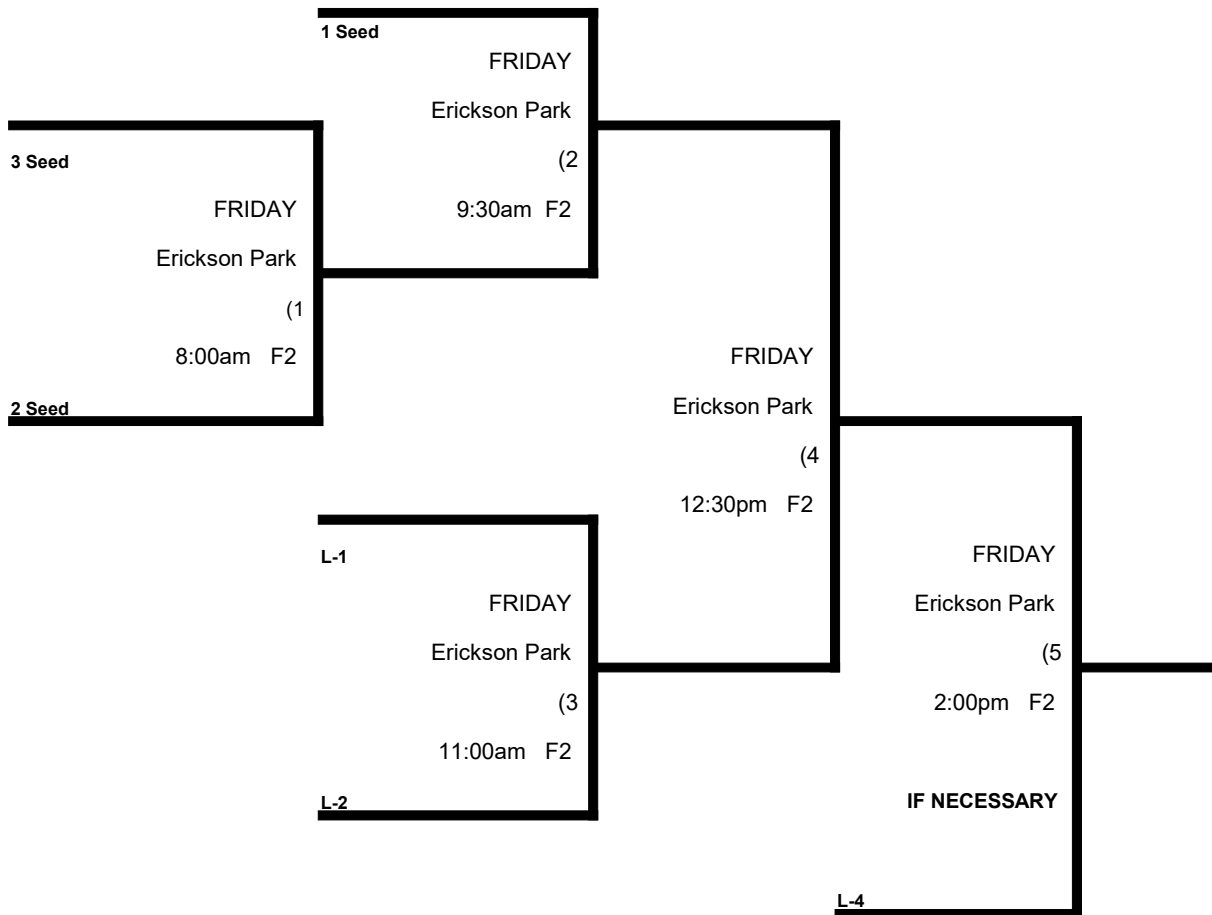 1 Seed
FRIDAY
Erickson Park
(2
9:30am F2
3 Seed
FRIDAY
Erickson Park
(1
8:00am F2
2 Seed
FRIDAY
Erickson Park
(4
12:30pm F2
L-1
FRIDAY
Erickson Park
(3
11:00am F2
L-2
FRIDAY
Erickson Park
(5
2:00pm F2
IF NECESSARY
L-4